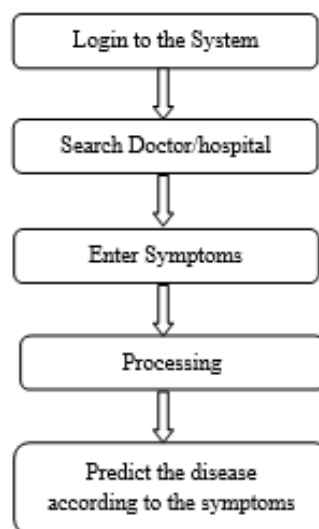 Login to the System
Search Doctor/hospital
Enter Symptoms
Processing
Predict the disease
according to the symptoms